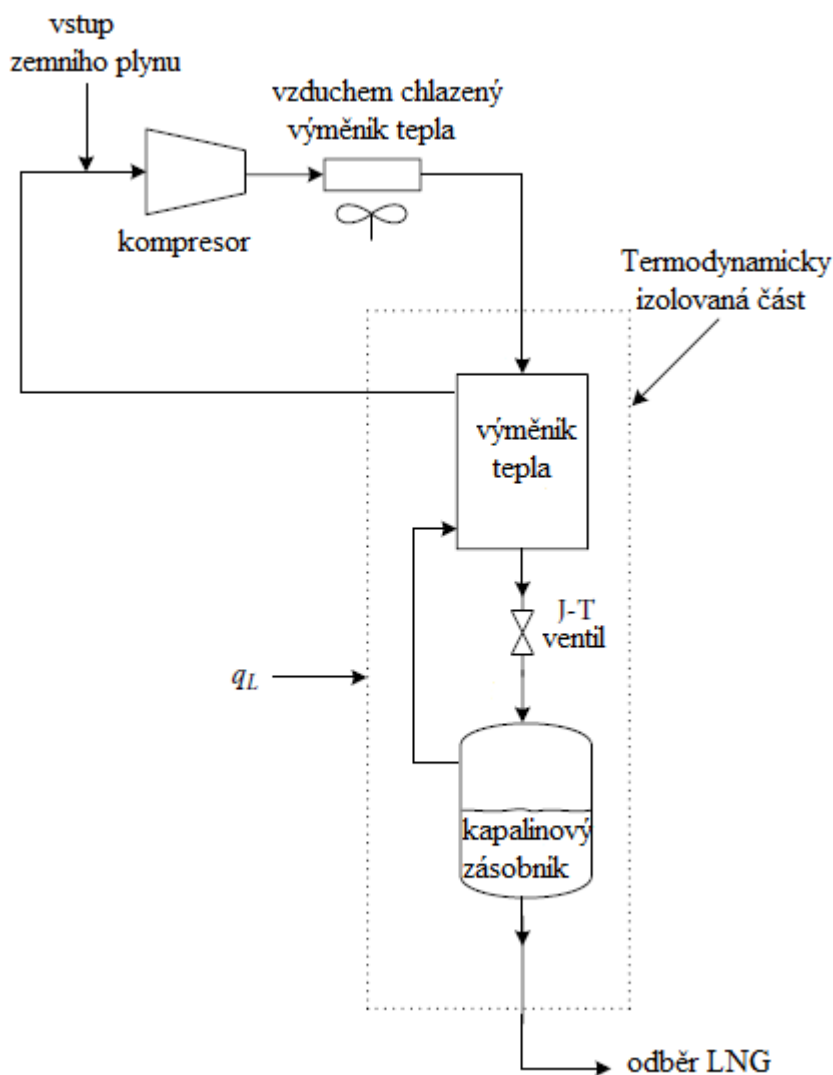 vstup
zemního plynu
vzduchem chlazený
výměník tepla
kompresor
Termodynamicky
izolovaná část
výměník
tepla
J-T
ventil
qL
kapalinový
zásobník
odběr LNG